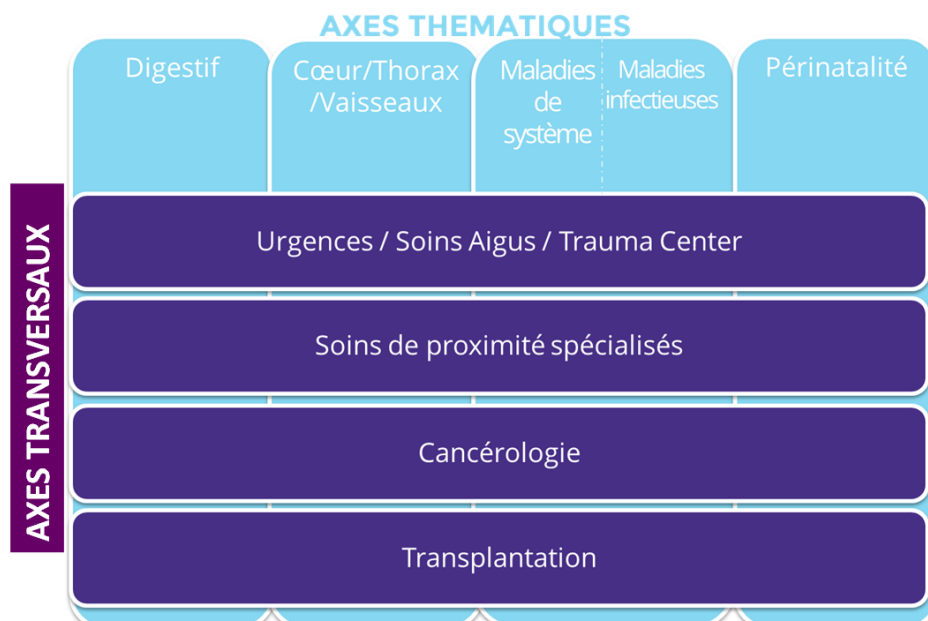 AXES THEMATIQUES
Digestif
Cœur/Thorax
/Vaisseaux
Maladies
de
système
Maladies
infectieuses
Périnatalité
AXES TRANSVERSAUX
Urgences / Soins Aigus / Trauma Center
Soins de proximité spécialisés
Cancérologie
Transplantation